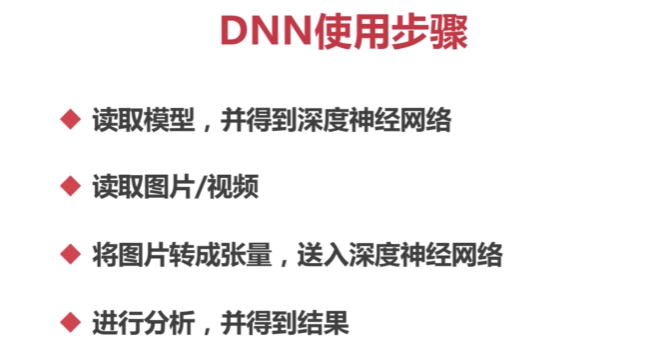 DNN使用步骤
读取模型，并得到深度神经网络
读取图片/视频
将图片转成张量，送入深度神经网络
进行分析，并得到结果